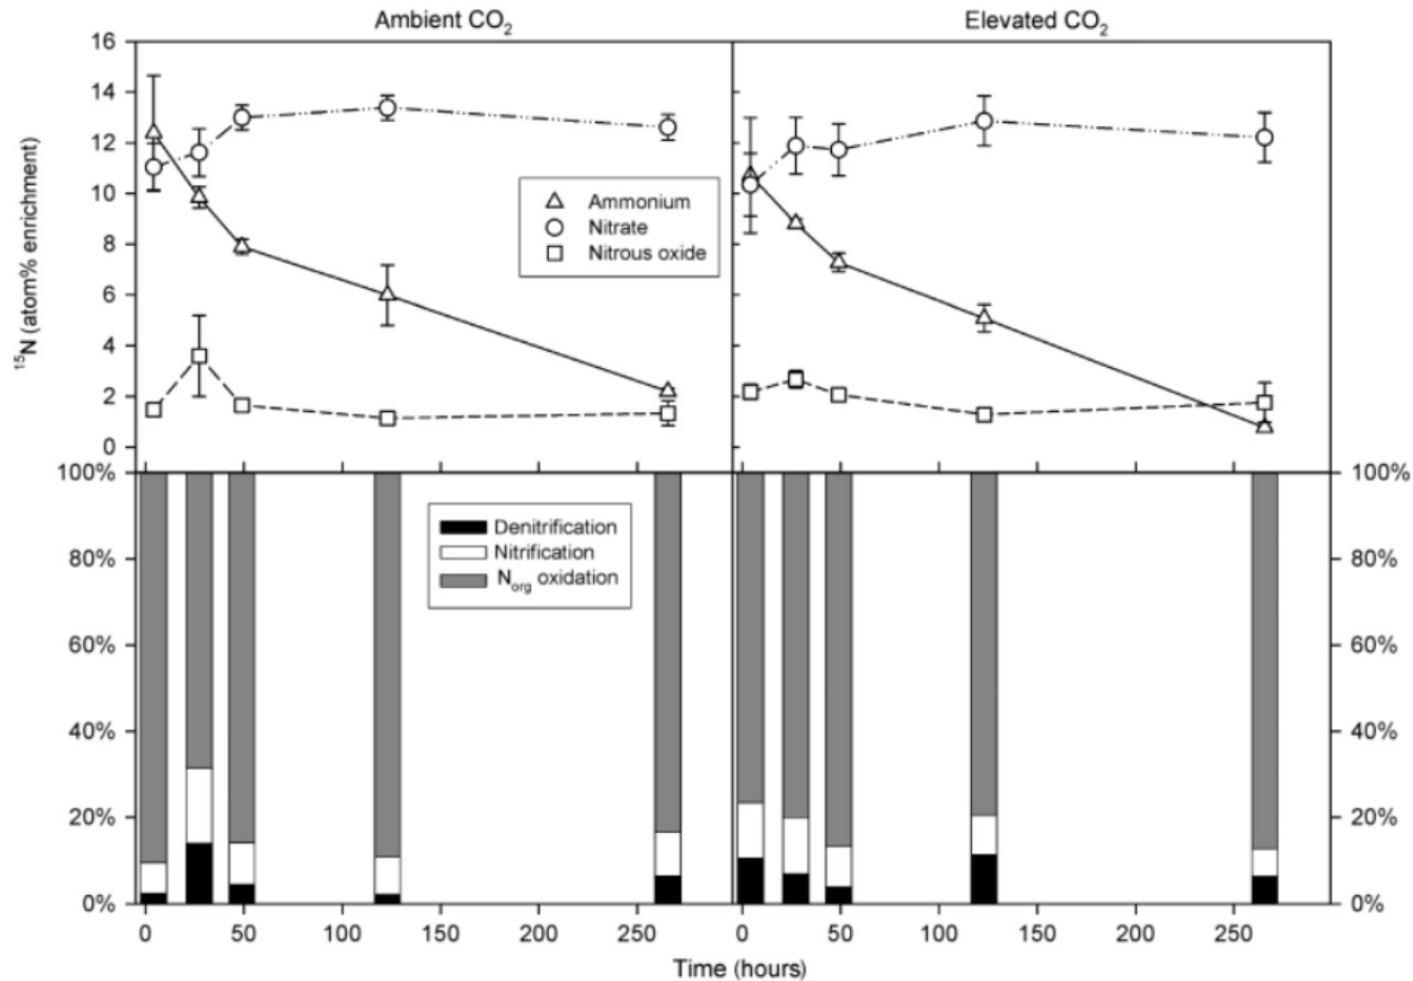 Ambient CO2
Elevated CO2
16
14
12
10
8
6
4
2
0
15N (atom% enrichment)
Ammonium
Nitrate
Nitrous oxide
100%
80%
60%
40%
20%
0%
Denitrification
Nitrification
Norg oxidation
100%
80%
60%
40%
20%
0%
0 50 100 150 200 250
0 50 100 150 200 250
Time (hours)